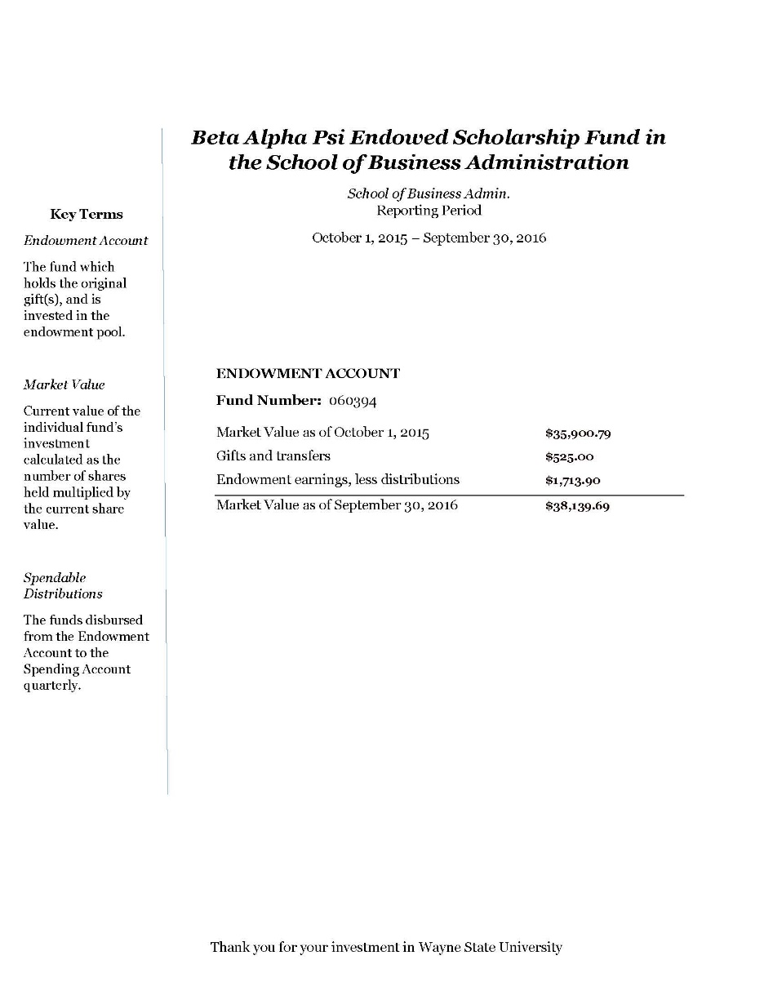 Beta Alpha Psi Endowed Scholarship Fund in
the School of Business Administration
School of Business Admin.
Reporting Period
October 1, 2015 – September 30, 2016
Key Terms
Endowment Account
The fund which
holds the original
gift(s), and is
invested in the
endowment pool.
Market Value
Current value of the
individual fund's
investment
calculated as the
number of shares
held multiplied by
the current share
value.
Spendable
Distributions
The funds disbursed
from the Endowment
Account to the
Spending Account
quarterly.
ENDOWMENT ACCOUNT
Fund Number: 060394
Market Value as of October 1, 2015 $35,900.79
Gifts and transfers $525.00
Endowment earnings, less distributions $1,713.90
Market Value as of September 30, 2016 $38,139.69
Thank you for your investment in Wayne State University